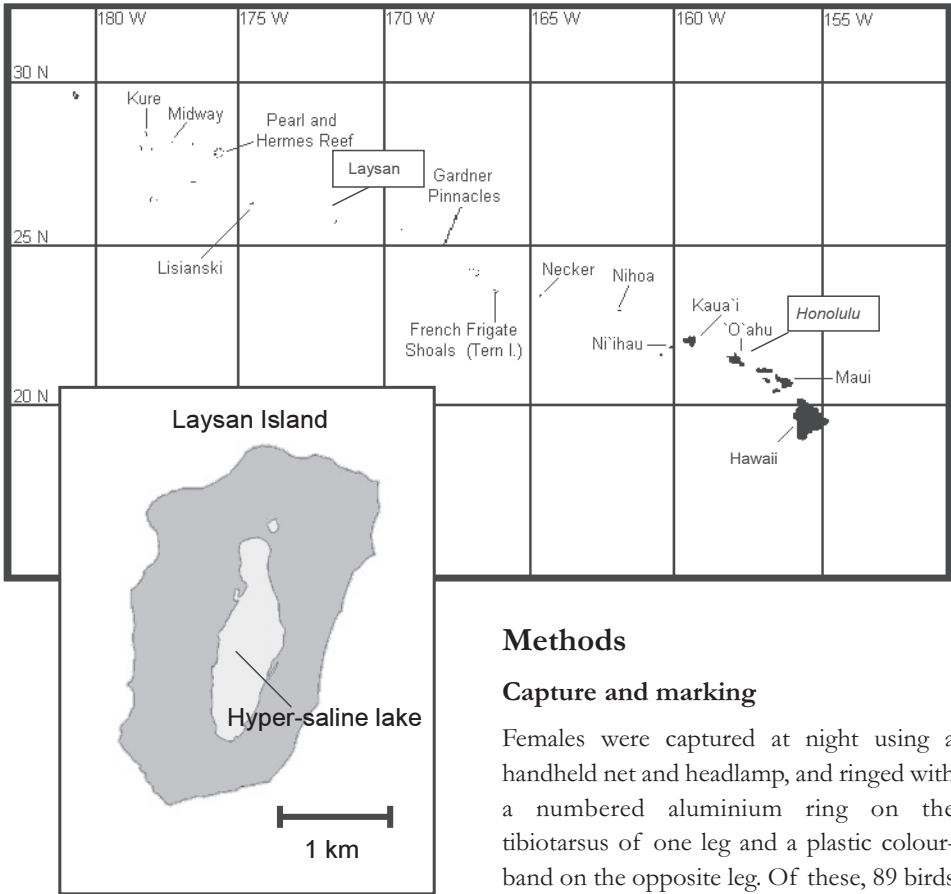 180 W
175 W
170 W
165 W
160 W
155 W
30 N
Kure
Midway
Pearl and
Hermes Reef
Laysan
Gardner
Pinnacles
25 N
Lisianski
French Frigate
Shoals (Tern I.)
Necker
Nihoa
Kaua`i
`O`ahu
Honolulu
Ni`ihau
Maui
20 N
Hawaii
Laysan Island
Hyper-saline lake
1 km
Methods
Capture and marking
Females were captured at night using a
handheld net and headlamp, and ringed with
a numbered aluminium ring on the
tibiotarsus of one leg and a plastic colour-
band on the opposite leg. Of these, 89 birds